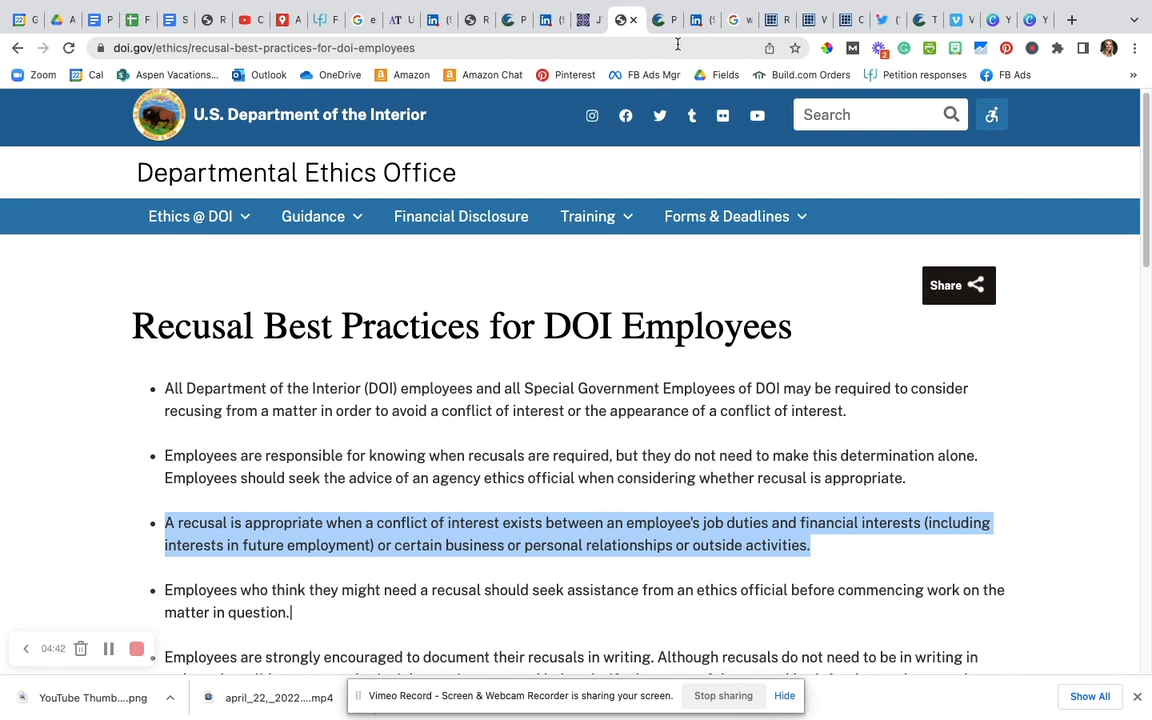 G A P F S R C A F e U ( R P ( J P ( w R W C ( T V Y Y
doi.gov/ethics/recusal-best-practices-for-doi-employees
Zoom Cal Aspen Vacations... Outlook OneDrive Amazon Amazon Chat Pinterest FB Ads Mgr Fields Build.com Orders Petition responses FB Ads »
U.S. Department of the Interior
Search
Departmental Ethics Office
Ethics @ DOI Guidance Financial Disclosure Training Forms & Deadlines
Share
Recusal Best Practices for DOI Employees
• All Department of the Interior (DOI) employees and all Special Government Employees of DOI may be required to consider
recusing from a matter in order to avoid a conflict of interest or the appearance of a conflict of interest.
• Employees are responsible for knowing when recusals are required, but they do not need to make this determination alone.
Employees should seek the advice of an agency ethics official when considering whether recusal is appropriate.
• A recusal is appropriate when a conflict of interest exists between an employee's job duties and financial interests (including
interests in future employment) or certain business or personal relationships or outside activities.
• Employees who think they might need a recusal should seek assistance from an ethics official before commencing work on the
matter in question.
04:42
• Employees are strongly encouraged to document their recusals in writing. Although recusals do not need to be in writing in
YouTube Thumb....png april_22,_2022....mp4 Vimeo Record - Screen & Webcam Recorder is sharing your screen. Stop sharing Hide Show All